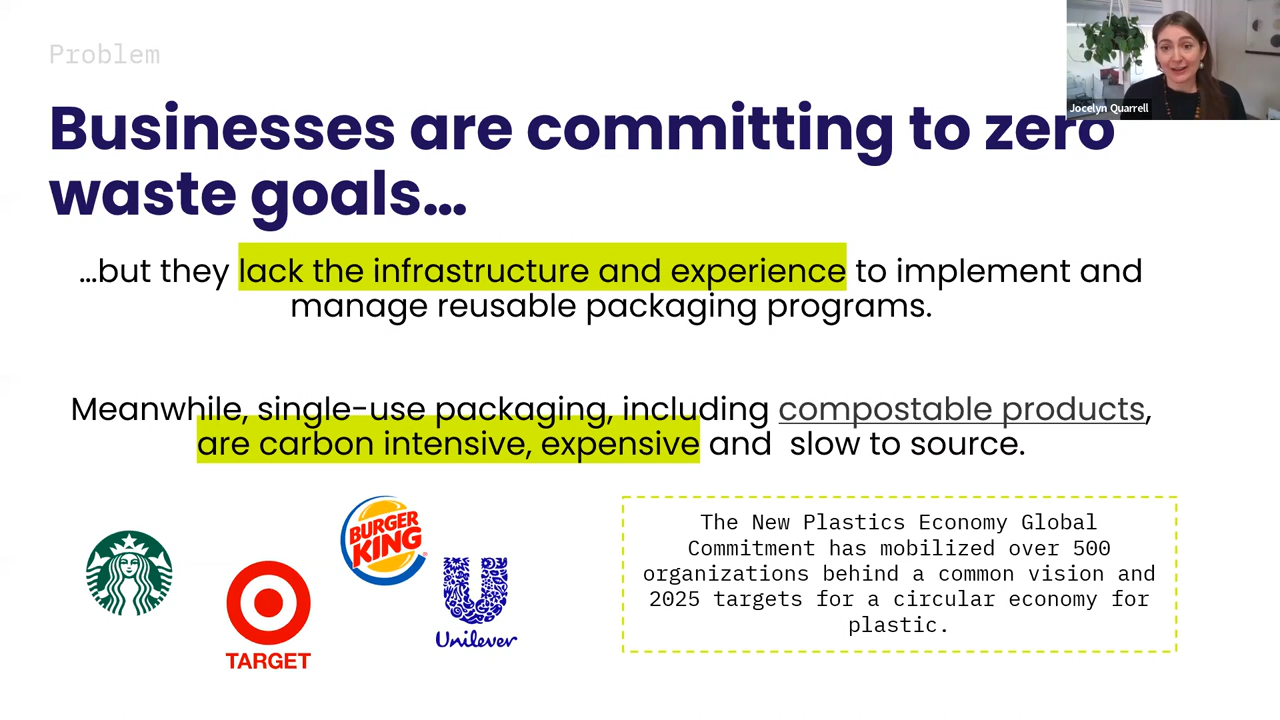 Problem
Jocelyn Quarrell
Businesses are committing to zero
waste goals…
…but they lack the infrastructure and experience to implement and
manage reusable packaging programs.
Meanwhile, single-use packaging, including compostable products,
are carbon intensive, expensive and  slow to source.
BURGER
KING
®
TARGET
Unilever
The New Plastics Economy Global
Commitment has mobilized over 500
organizations behind a common vision and
2025 targets for a circular economy for
plastic.